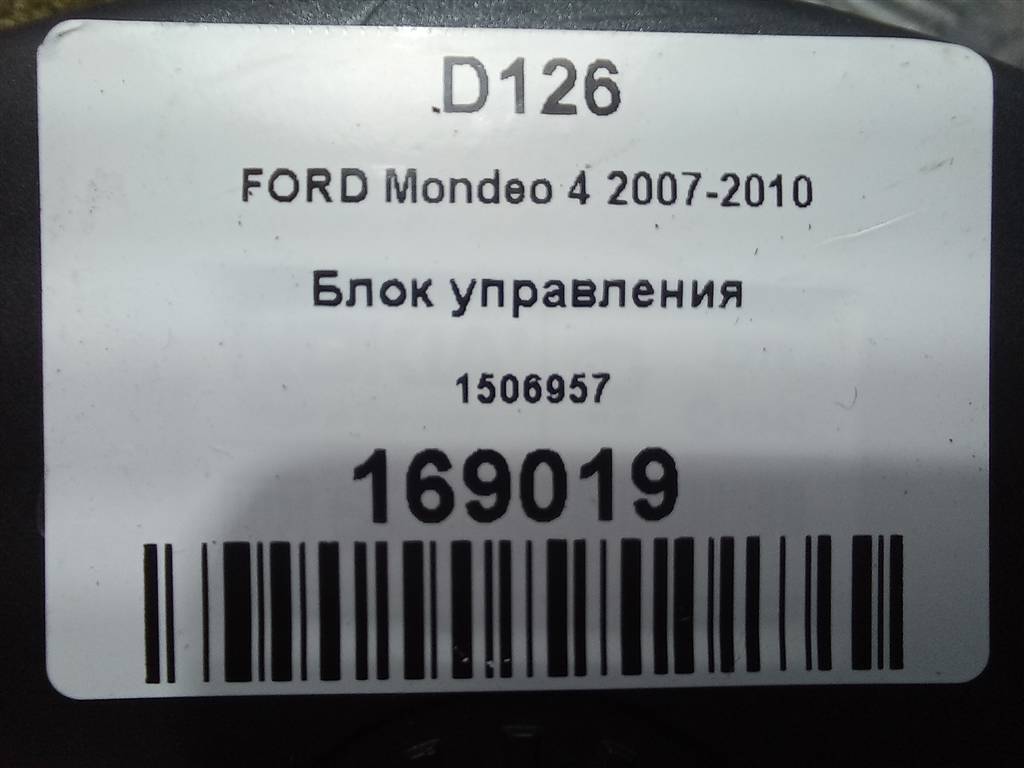 D126
FORD Mondeo 4 2007-2010
Блок управления
1506957
169019